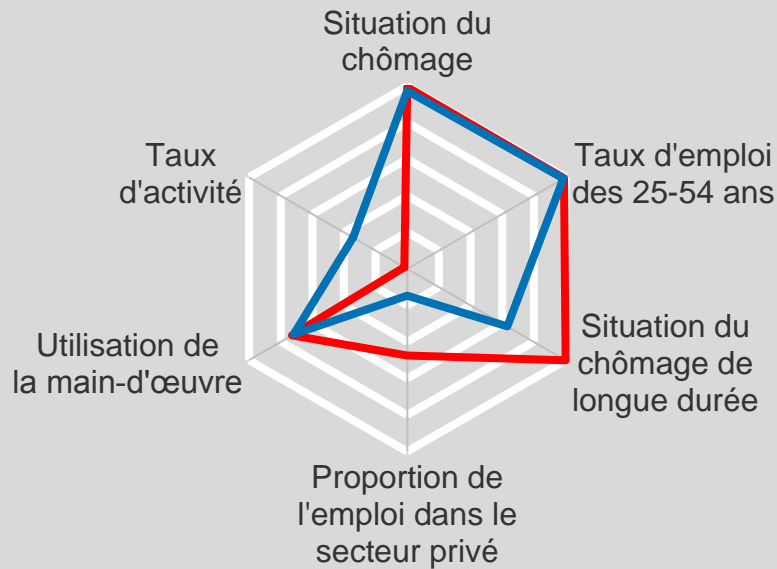 Situation du
chômage
Taux d'emploi
des 25-54 ans
Situation du
chômage de
longue durée
Proportion de
l'emploi dans le
secteur privé
Utilisation de
la main-d'œuvre
Taux
d'activité